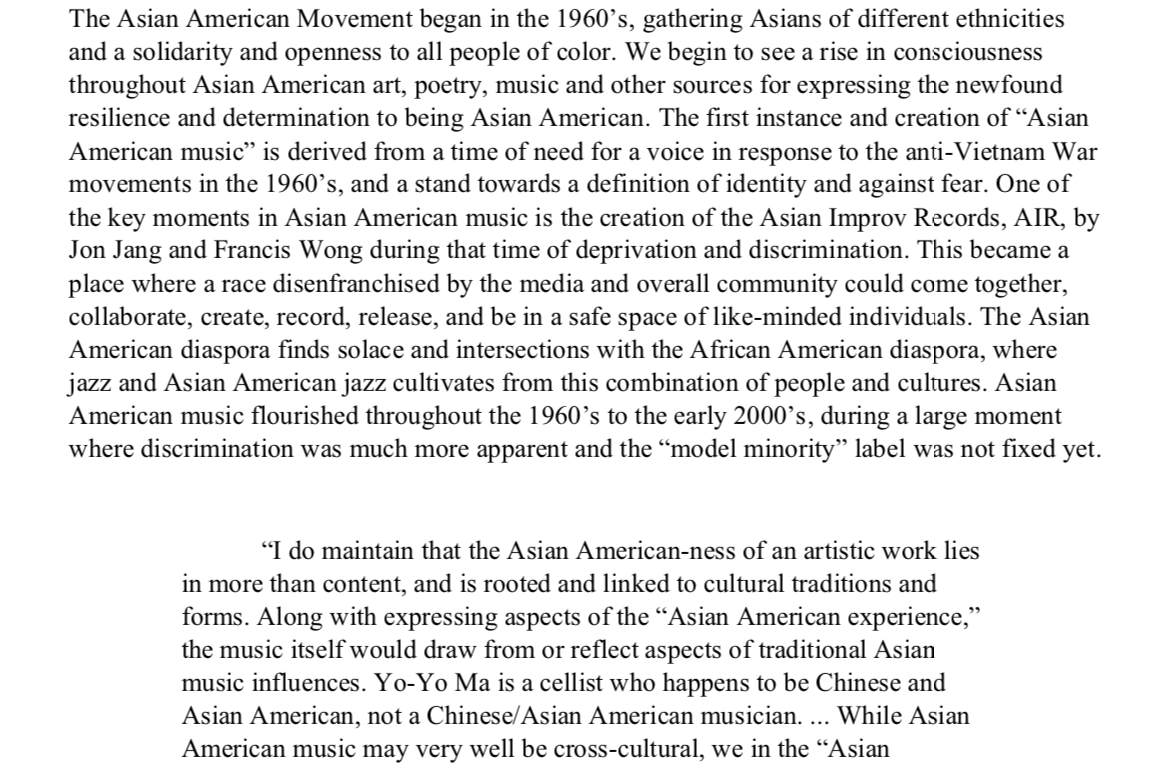 The Asian American Movement began in the 1960’s, gathering Asians of different ethnicities
and a solidarity and openness to all people of color. We begin to see a rise in consciousness
throughout Asian American art, poetry, music and other sources for expressing the newfound
resilience and determination to being Asian American. The first instance and creation of “Asian
American music” is derived from a time of need for a voice in response to the anti-Vietnam War
movements in the 1960’s, and a stand towards a definition of identity and against fear. One of
the key moments in Asian American music is the creation of the Asian Improv Records, AIR, by
Jon Jang and Francis Wong during that time of deprivation and discrimination. This became a
place where a race disenfranchised by the media and overall community could come together,
collaborate, create, record, release, and be in a safe space of like-minded individuals. The Asian
American diaspora finds solace and intersections with the African American diaspora, where
jazz and Asian American jazz cultivates from this combination of people and cultures. Asian
American music flourished throughout the 1960’s to the early 2000’s, during a large moment
where discrimination was much more apparent and the “model minority” label was not fixed yet.
“I do maintain that the Asian American-ness of an artistic work lies
in more than content, and is rooted and linked to cultural traditions and
forms. Along with expressing aspects of the “Asian American experience,”
the music itself would draw from or reflect aspects of traditional Asian
music influences. Yo-Yo Ma is a cellist who happens to be Chinese and
Asian American, not a Chinese/Asian American musician. ... While Asian
American music may very well be cross-cultural, we in the “Asian